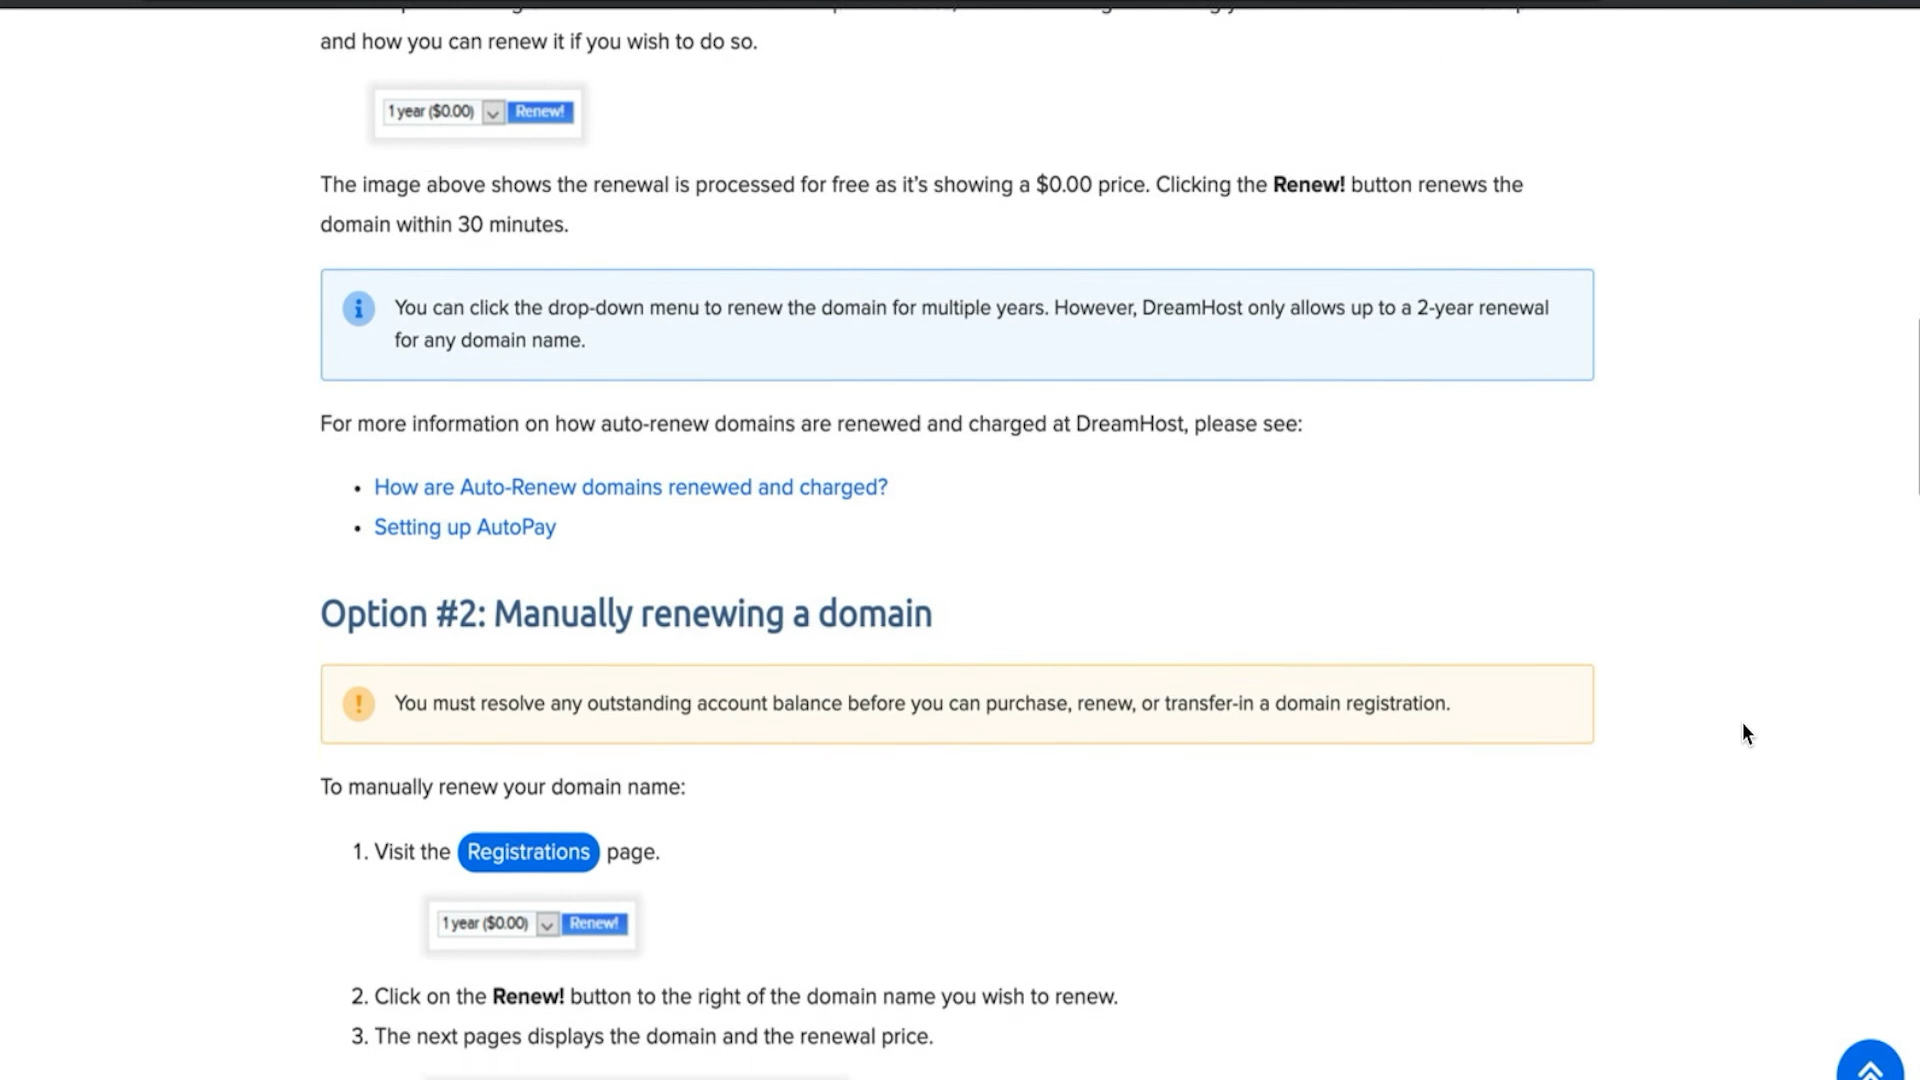 and how you can renew it if you wish to do so.
1 year ($0.00) Renew!
The image above shows the renewal is processed for free as it's showing a $0.00 price. Clicking the Renew! button renews the
domain within 30 minutes.
You can click the drop-down menu to renew the domain for multiple years. However, DreamHost only allows up to a 2-year renewal
for any domain name.
For more information on how auto-renew domains are renewed and charged at DreamHost, please see:
• How are Auto-Renew domains renewed and charged?
• Setting up AutoPay
Option #2: Manually renewing a domain
You must resolve any outstanding account balance before you can purchase, renew, or transfer-in a domain registration.
To manually renew your domain name:
1. Visit the Registrations page.
1 year ($0.00) Renew!
2. Click on the Renew! button to the right of the domain name you wish to renew.
3. The next pages displays the domain and the renewal price.